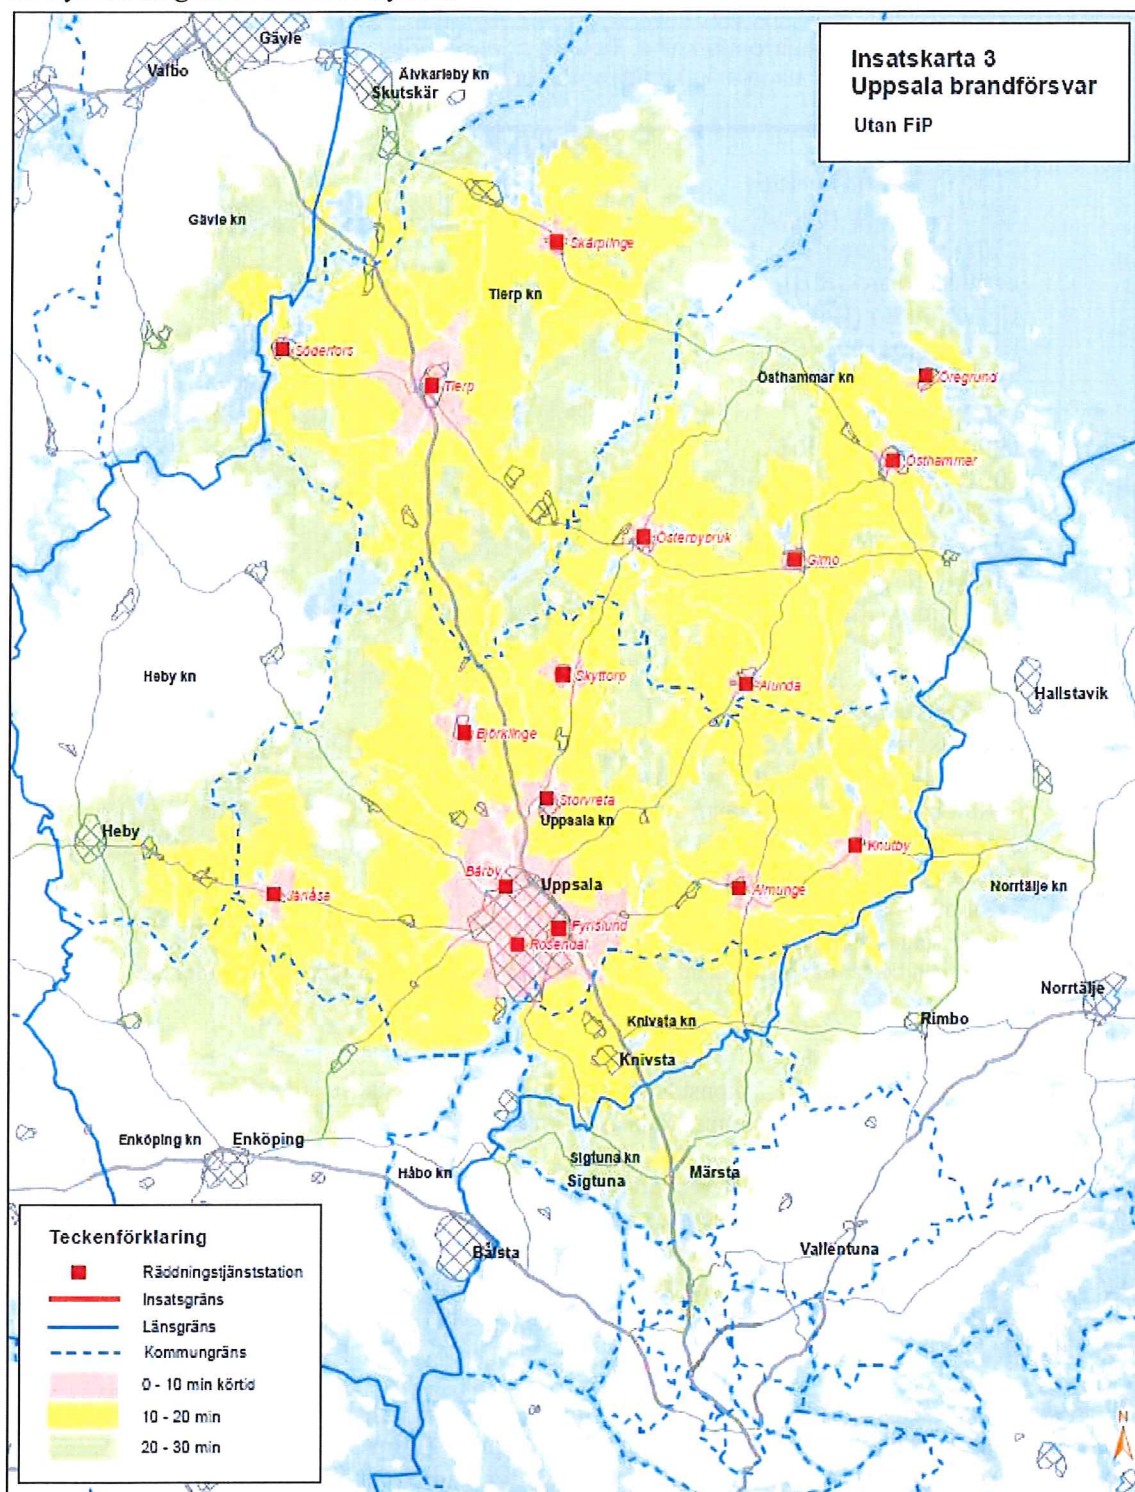 Insatskarta 3
Uppsala brandförsvar
Utan FiP
Gävle
Valbo
Älvkarleby kn
Skutskär
Gävle kn
Skärplinge
Tierp kn
Söderfors
Tierp
Östhammar kn
Öregrund
Östhammar
Österbybruk
Gimo
Heby kn
Skyttorp
Alunda
Hallstavik
Björklinge
Storvreta
Uppsala kn
Heby
Knutby
Bärby
Uppsala
Järlåsa
Almunge
Norrtälje kn
Fyrislund
Rosendal
Norrtälje
Knivsta kn
Rimbo
Knivsta
Enköping kn
Enköping
Håbo kn
Sigtuna kn
Sigtuna
Märsta
Bålsta
Vallentuna
Teckenförklaring
Räddningstjänststation
Insatsgräns
Länsgräns
Kommungräns
0 - 10 min körtid
10 - 20 min
20 - 30 min
N